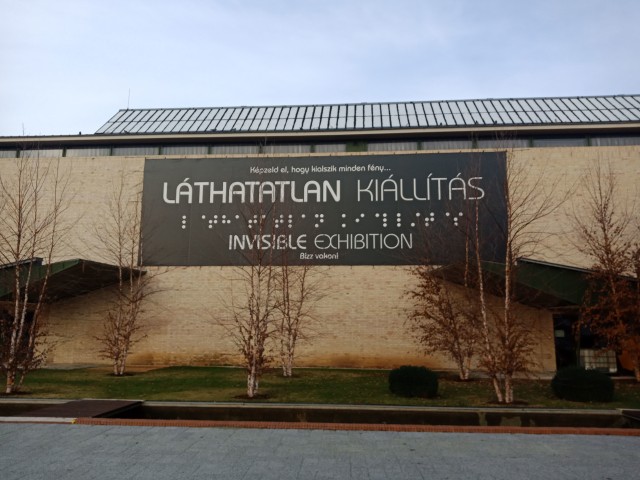 Képzeld el, hogy kialszik minden fény...
LÁTHATATLAN KIÁLLÍTÁS
INVISIBLE EXHIBITION
Bízz vakon!